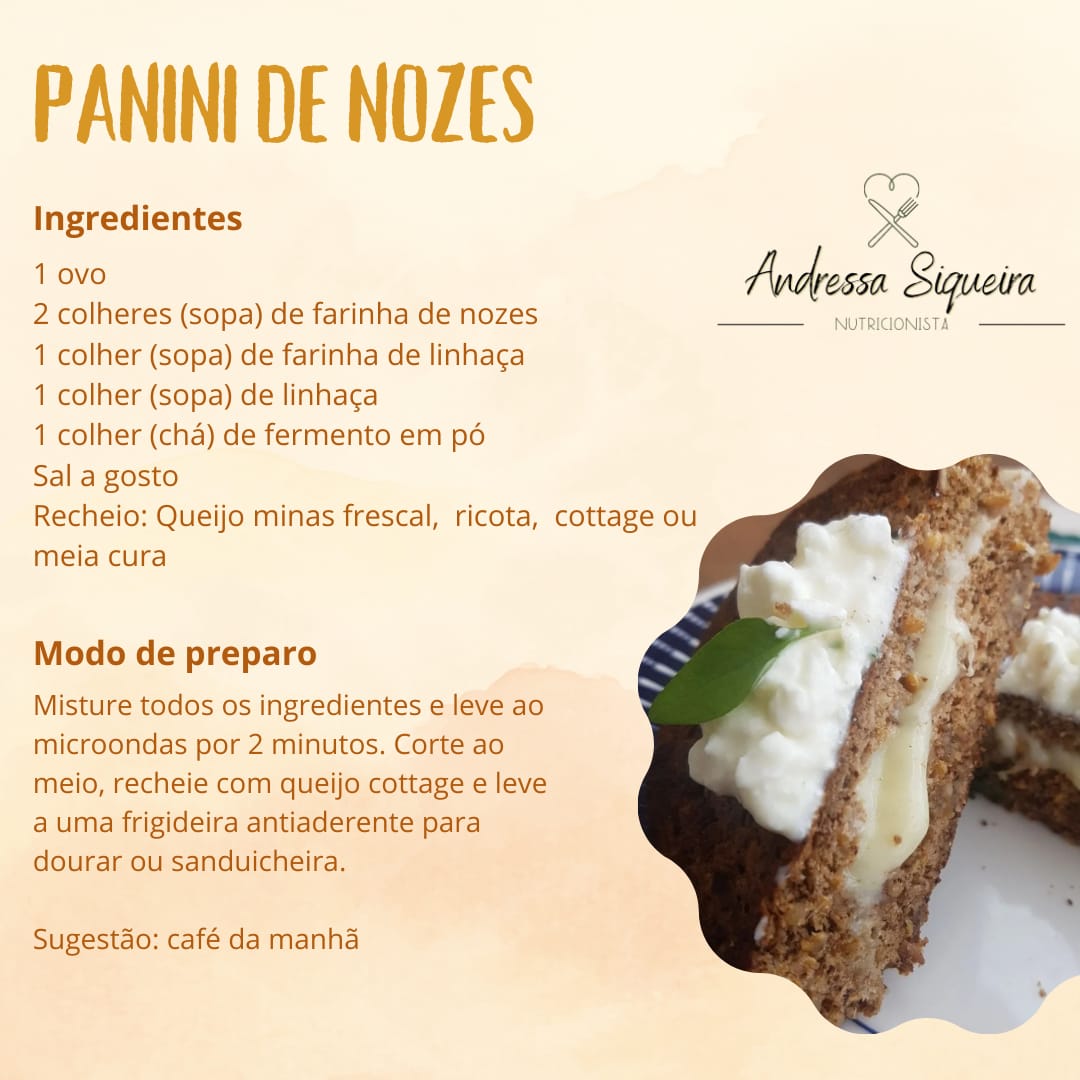 PANINI DE NOZES
Ingredientes
1 ovo
2 colheres (sopa) de farinha de nozes
1 colher (sopa) de farinha de linhaça
1 colher (sopa) de linhaça
1 colher (chá) de fermento em pó
Sal a gosto
Recheio: Queijo minas frescal,  ricota,  cottage ou
meia cura
Andressa Siqueira
NUTRICIONISTA
Modo de preparo
Misture todos os ingredientes e leve ao
microondas por 2 minutos. Corte ao
meio, recheie com queijo cottage e leve
a uma frigideira antiaderente para
dourar ou sanduicheira.
Sugestão: café da manhã